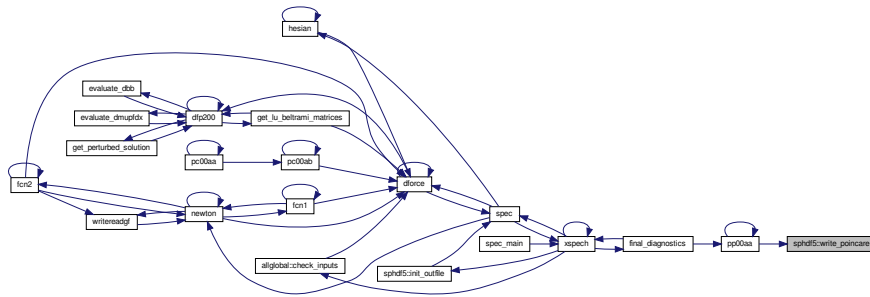 hesian
evaluate_dbb
evaluate_dmupfdx
dfp200
get_lu_beltrami_matrices
get_perturbed_solution
pc00aa
pc00ab
fcn2
dforce
newton
fcn1
writereadgf
spec
spec_main
xspech
final_diagnostics
pp00aa
sphdf5::write_poincare
allglobal::check_inputs
sphdf5::init_outfile